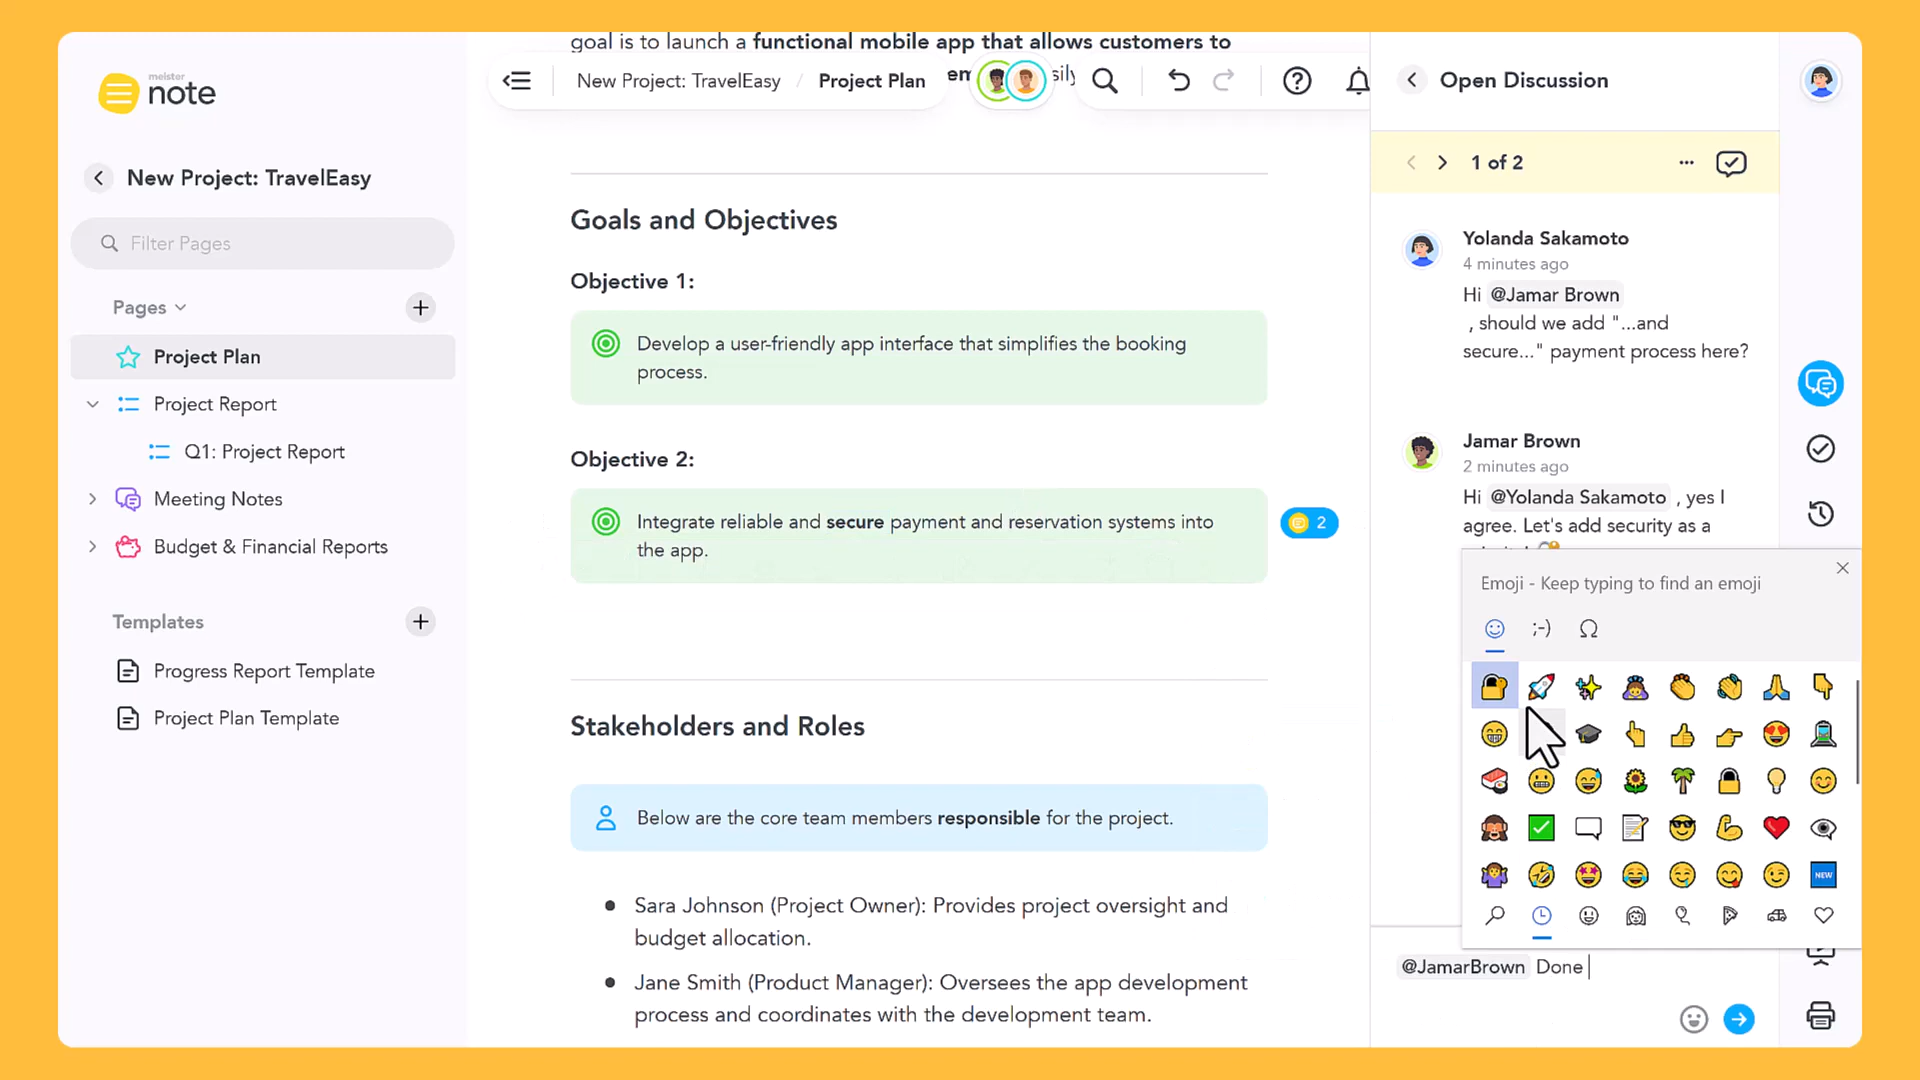 meister
note
New Project: TravelEasy
Filter Pages
Pages
Project Plan
Project Report
Q1: Project Report
Meeting Notes
Budget & Financial Reports
Templates
Progress Report Template
Project Plan Template
goal is to launch a functional mobile app that allows customers to
New Project: TravelEasy / Project Plan
Goals and Objectives
Objective 1:
Develop a user-friendly app interface that simplifies the booking
process.
Objective 2:
Integrate reliable and secure payment and reservation systems into
the app.
2
Stakeholders and Roles
Below are the core team members responsible for the project.
Sara Johnson (Project Owner): Provides project oversight and
budget allocation.
Jane Smith (Product Manager): Oversees the app development
process and coordinates with the development team.
Open Discussion
1 of 2
Yolanda Sakamoto
4 minutes ago
Hi @Jamar Brown
, should we add "...and
secure..." payment process here?
Jamar Brown
2 minutes ago
Hi @Yolanda Sakamoto , yes I
agree. Let's add security as a
Emoji - Keep typing to find an emoji
;-) Ω
NEW
@JamarBrown Done